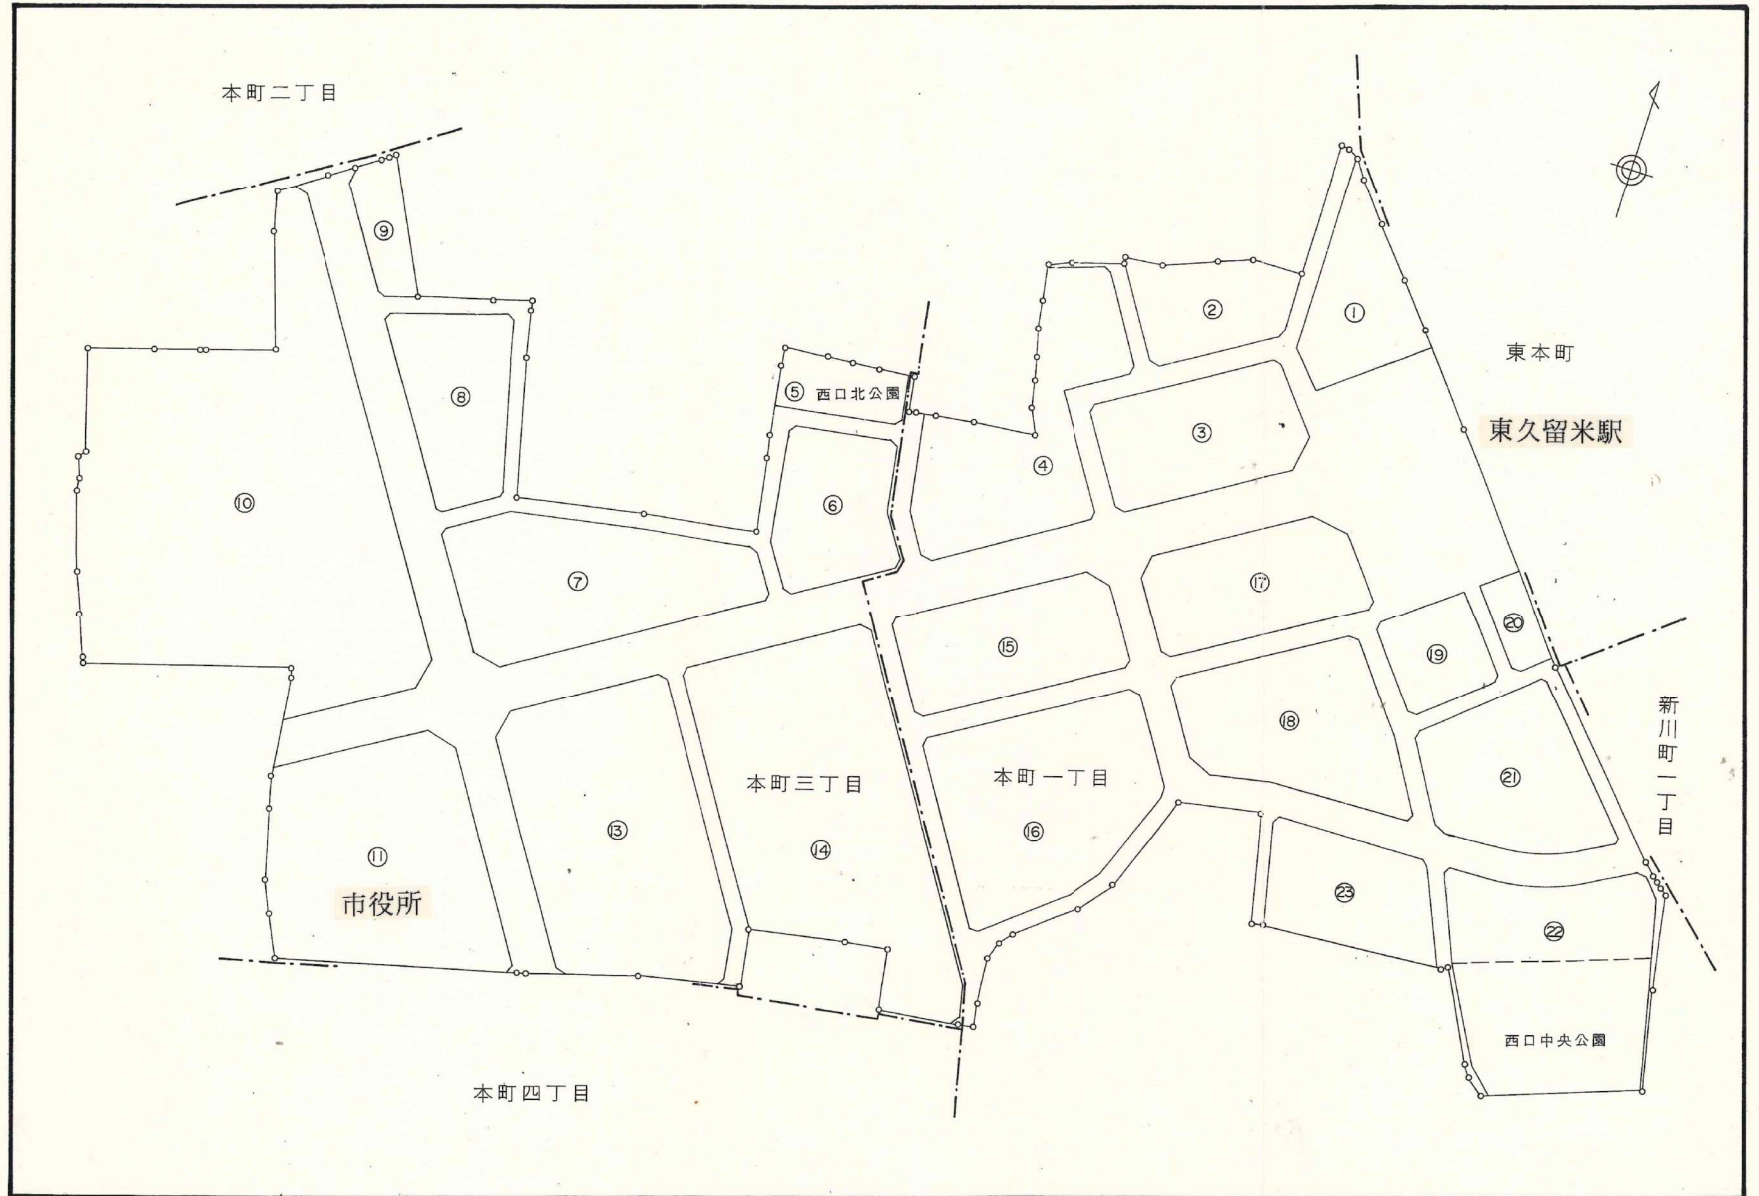 本町二丁目
⑨
②
①
東本町
⑧
⑤ 西口北公園
東久留米駅
③
④
⑩
⑥
⑦
⑰
⑮
⑳
⑲
新川町一丁目
⑱
本町三丁目
本町一丁目
㉑
⑬
⑯
⑭
⑪
市役所
㉓
㉒
西口中央公園
本町四丁目